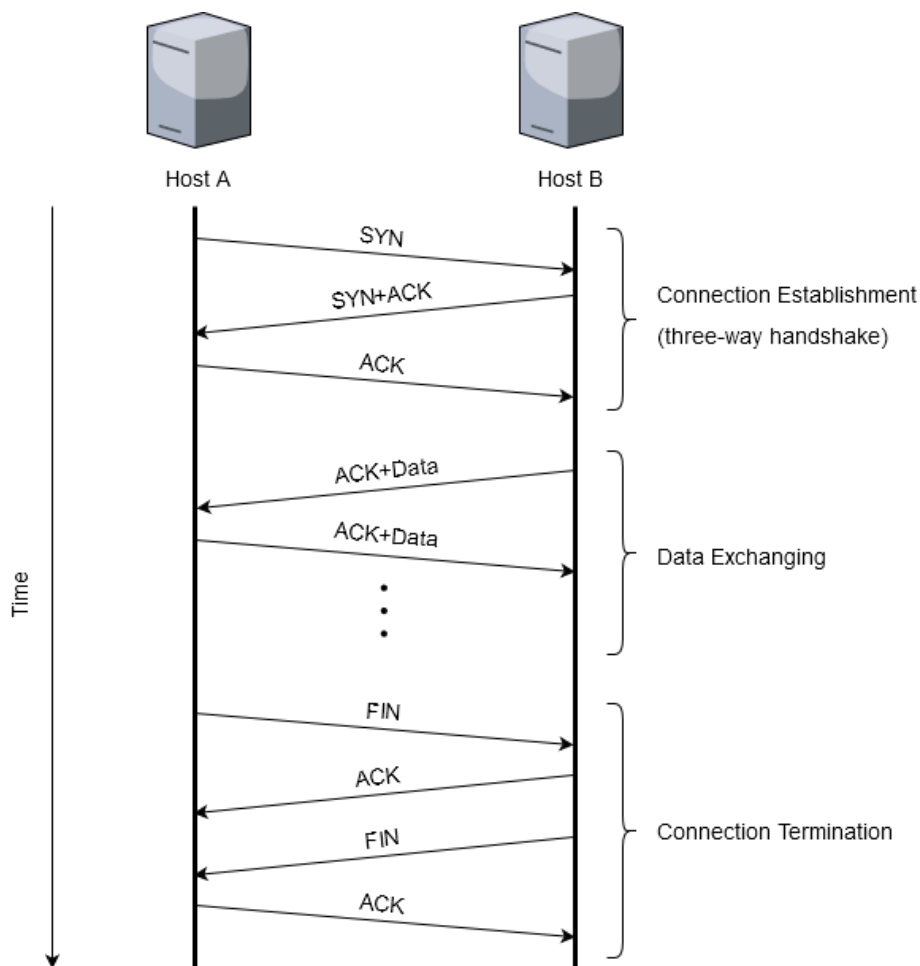 Host A
Host B
SYN
SYN+ACK
ACK
Connection Establishment
(three-way handshake)
ACK+Data
ACK+Data
Data Exchanging
Time
FIN
ACK
FIN
ACK
Connection Termination